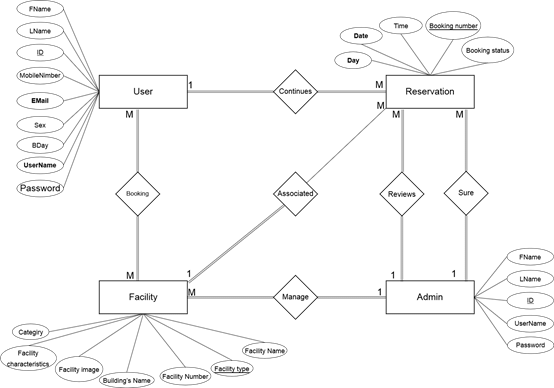 FName
LName
ID
MobileNimber
EMail
Sex
BDay
UserName
Password
User
1
Continues
M
Reservation
Date
Time
Booking number
Booking status
Day
M
M
M
M
Booking
Associated
Reviews
Sure
M
1
1
1
Facility
M
Manage
1
Admin
FName
LName
ID
UserName
Password
Categiry
Facility
characteristics
Facility image
Building's Name
Facility Number
Facility type
Facility Name